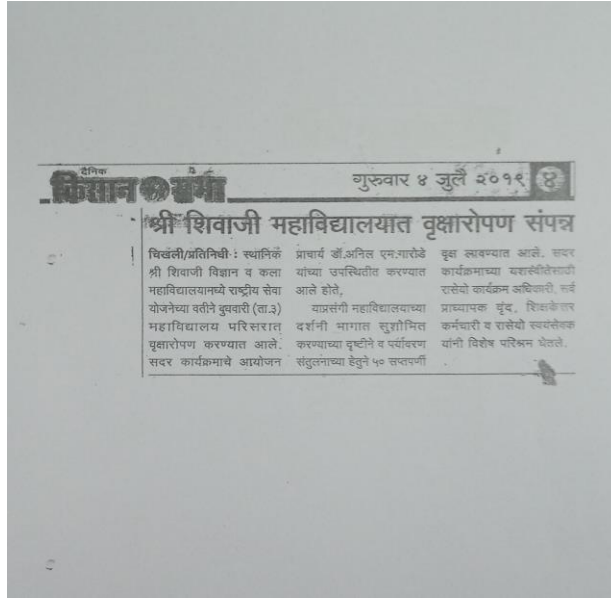 दैनिक
किसान सभा
गुरुवार ४ जुलै २०१९
४
श्री शिवाजी महाविद्यालयात वृक्षारोपण संपन्न
चिखली/प्रतिनिधी : स्थानिक
श्री शिवाजी विज्ञान व कला
महाविद्यालयामध्ये राष्ट्रीय सेवा
योजनेच्या वतीने बुधवारी (ता.३)
महाविद्यालय परिसरात
वृक्षारोपण करण्यात आले.
सदर कार्यक्रमाचे आयोजन
प्राचार्य डॉ.अनिल एम.गारोडे
यांच्या उपस्थितीत करण्यात
आले होते.
याप्रसंगी महाविद्यालयाच्या
दर्शनी भागात सुशोभित
करण्याच्या दृष्टीने व पर्यावरण
संतुलनाच्या हेतुने ५० सप्तपर्णी
वृक्ष लावण्यात आले. सदर
कार्यक्रमाच्या यशस्वीतेसाठी
रासेयो कार्यक्रम अधिकारी, सर्व
प्राध्यापक वृंद, शिक्षकेत्तर
कर्मचारी व रासेयो स्वयंसेवक
यांनी विशेष परिश्रम घेतले.